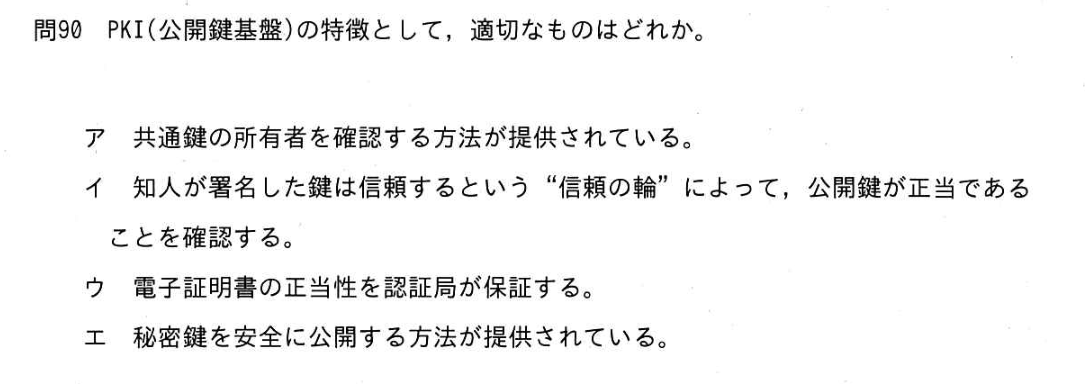 問90 PKI(公開鍵基盤)の特徴として，適切なものはどれか。
ア 共通鍵の所有者を確認する方法が提供されている。
イ 知人が署名した鍵は信頼するという“信頼の輪”によって，公開鍵が正当である
ことを確認する。
ウ 電子証明書の正当性を認証局が保証する。
エ 秘密鍵を安全に公開する方法が提供されている。